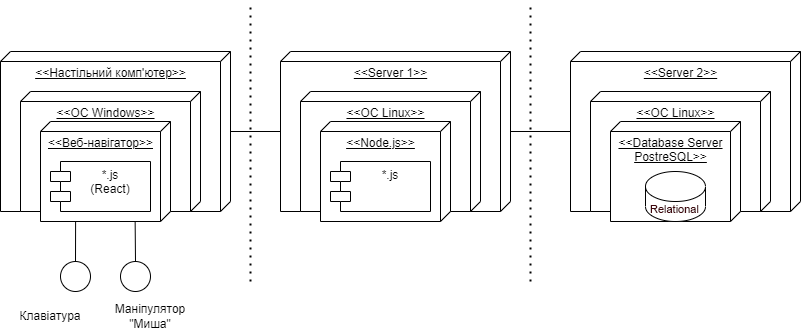 <<Настільний комп'ютер>>
<<ОС Windows>>
<<Веб-навігатор>>
*.js
(React)
Клавіатура
Маніпулятор
"Миша"
<<Server 1>>
<<ОС Linux>>
<<Node.js>>
*.js
<<Server 2>>
<<ОС Linux>>
<<Database Server
PostreSQL>>
Relational